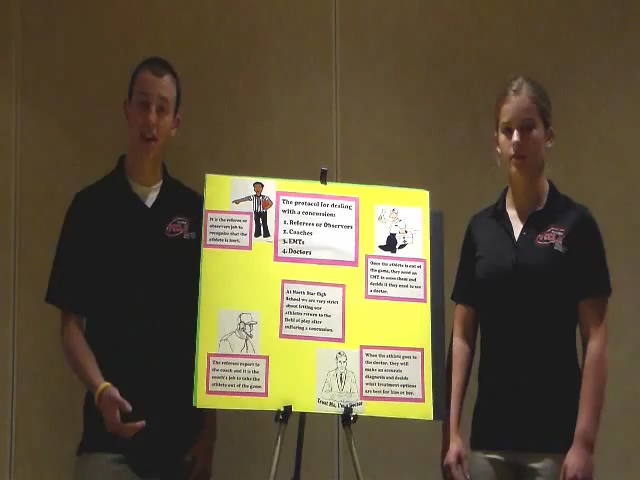 The protocol for dealing
with a concussion:
1. Referees or Observers
2. Coaches
3. EMTs
4. Doctors
It is the referee or
observers job to
recognize that the
athlete is hurt.
Once the athlete is out of
the game, they need an
EMT to assess them and
decide if they need to see
a doctor.
At North Star High
School we are very strict
about letting our
athletes return to the
field of play after
suffering a concussion.
The referees report to
the coach and it is the
coach's job to take the
athlete out of the game.
When the athlete goes to
the doctor, they will
make an accurate
diagnosis and decide
what treatment options
are best for him or her.
Trust Me, I'm a Doctor